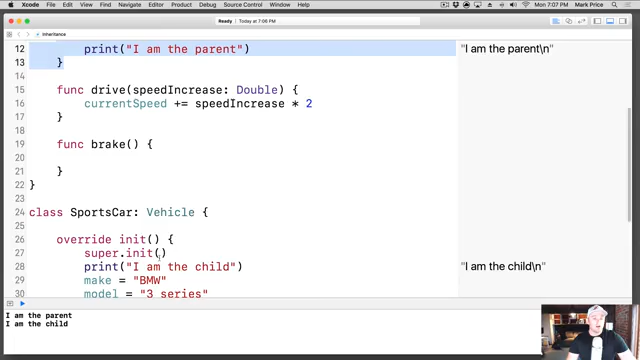 Xcode File Edit View Find Navigate Editor Product Debug Source Control Window Help
Mon 7:07 PM Mark Price
Ready Today at 7:06 PM
inheritance
12 print("I am the parent") "I am the parent\n"
13 }
14
15 func drive(speedIncrease: Double) {
16 currentSpeed += speedIncrease * 2
17 }
18
19 func brake() {
20
21 }
22 }
23
24 class SportsCar: Vehicle {
25
26 override init() {
27 super.init()
28 print("I am the child") "I am the child\n"
29 make = "BMW"
30 model = "3 series"
I am the parent
I am the child